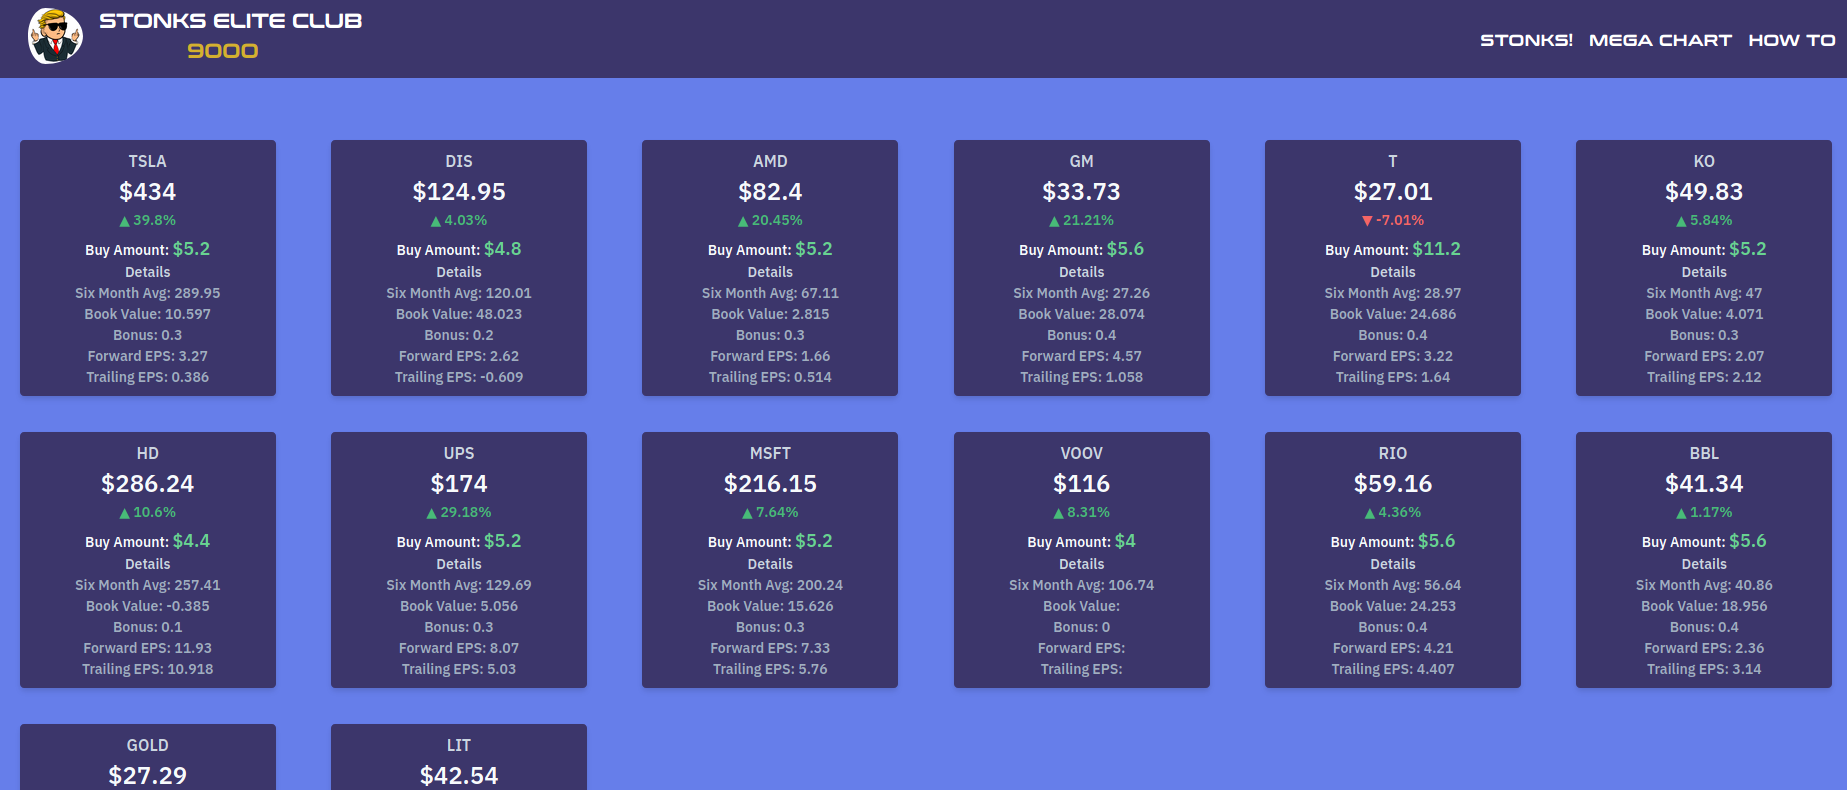 STONKS ELITE CLUB
9000
STONKS! MEGA CHART HOW TO
TSLA
$434
▲ 39.8%
Buy Amount: $5.2
Details
Six Month Avg: 289.95
Book Value: 10.597
Bonus: 0.3
Forward EPS: 3.27
Trailing EPS: 0.386
DIS
$124.95
▲ 4.03%
Buy Amount: $4.8
Details
Six Month Avg: 120.01
Book Value: 48.023
Bonus: 0.2
Forward EPS: 2.62
Trailing EPS: -0.609
AMD
$82.4
▲ 20.45%
Buy Amount: $5.2
Details
Six Month Avg: 67.11
Book Value: 2.815
Bonus: 0.3
Forward EPS: 1.66
Trailing EPS: 0.514
GM
$33.73
▲ 21.21%
Buy Amount: $5.6
Details
Six Month Avg: 27.26
Book Value: 28.074
Bonus: 0.4
Forward EPS: 4.57
Trailing EPS: 1.058
T
$27.01
▼ -7.01%
Buy Amount: $11.2
Details
Six Month Avg: 28.97
Book Value: 24.686
Bonus: 0.4
Forward EPS: 3.22
Trailing EPS: 1.64
KO
$49.83
▲ 5.84%
Buy Amount: $5.2
Details
Six Month Avg: 47
Book Value: 4.071
Bonus: 0.3
Forward EPS: 2.07
Trailing EPS: 2.12
HD
$286.24
▲ 10.6%
Buy Amount: $4.4
Details
Six Month Avg: 257.41
Book Value: -0.385
Bonus: 0.1
Forward EPS: 11.93
Trailing EPS: 10.918
UPS
$174
▲ 29.18%
Buy Amount: $5.2
Details
Six Month Avg: 129.69
Book Value: 5.056
Bonus: 0.3
Forward EPS: 8.07
Trailing EPS: 5.03
MSFT
$216.15
▲ 7.64%
Buy Amount: $5.2
Details
Six Month Avg: 200.24
Book Value: 15.626
Bonus: 0.3
Forward EPS: 7.33
Trailing EPS: 5.76
VOOV
$116
▲ 8.31%
Buy Amount: $4
Details
Six Month Avg: 106.74
Book Value:
Bonus: 0
Forward EPS:
Trailing EPS:
RIO
$59.16
▲ 4.36%
Buy Amount: $5.6
Details
Six Month Avg: 56.64
Book Value: 24.253
Bonus: 0.4
Forward EPS: 4.21
Trailing EPS: 4.407
BBL
$41.34
▲ 1.17%
Buy Amount: $5.6
Details
Six Month Avg: 40.86
Book Value: 18.956
Bonus: 0.4
Forward EPS: 2.36
Trailing EPS: 3.14
GOLD
$27.29
LIT
$42.54